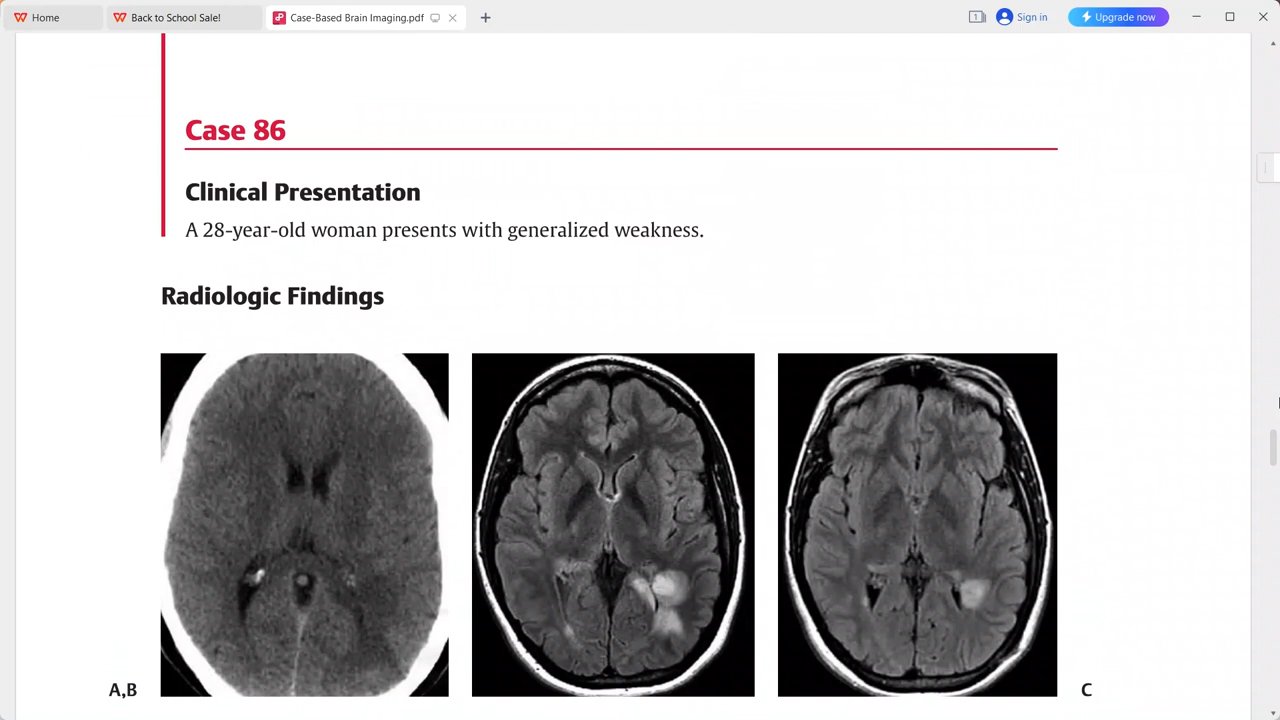 Home
Back to School Sale!
Case-Based Brain Imaging.pdf
1
Sign in
Upgrade now
Case 86
Clinical Presentation
A 28-year-old woman presents with generalized weakness.
Radiologic Findings
A,B
C